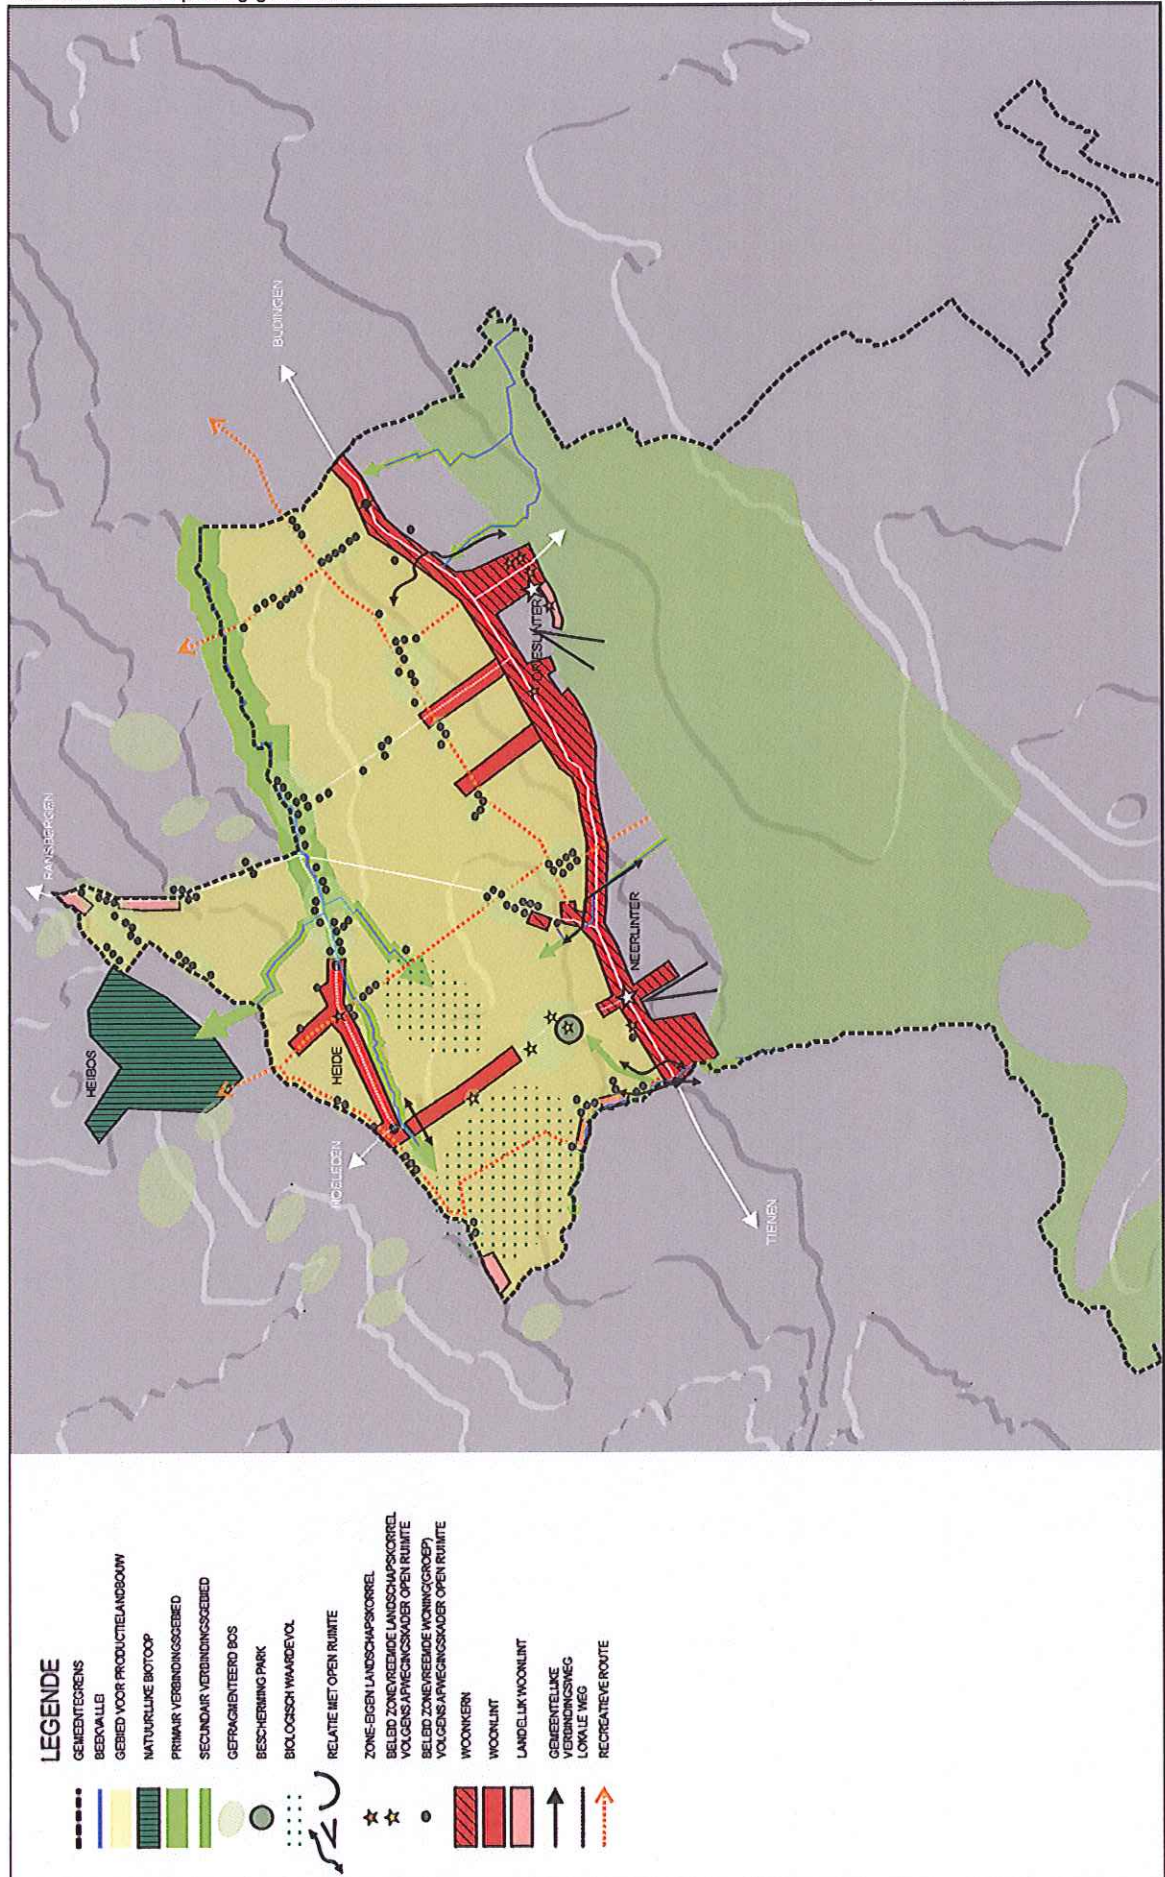 LEGENDE
GEMEENTEGRENS
BEEKVALLEI
GEBIED VOOR PRODUCTIELANDBOUW
NATUURLIJKE BIOTOOP
PRIMAIR VERBINDINGSGEBIED
SECUNDAIR VERBINDINGSGEBIED
GEFRAGMENTEERD BOS
BESCHERMING PARK
BIOLOGISCH WAARDEVOL
RELATIE MET OPEN RUIMTE
ZONE-EIGEN LANDSCHAPSKORREL
BELEID ZONEVREEMDE LANDSCHAPSKORREL
VOLGENS AFWEGINGSKADER OPEN RUIMTE
BELEID ZONEVREEMDE WONING(GROEP)
VOLGENS AFWEGINGSKADER OPEN RUIMTE
WOONKERN
WOONLINT
LANDELIJK WOONLINT
GEMEENTELIJKE
VERBINDINGSWEG
LOKALE WEG
RECREATIEVE ROUTE
HEIBOS
RANSBERGEN
HOELEDEN
HEIDE
BUDINGEN
DRIESLINTER
NEERLINTER
TIENEN